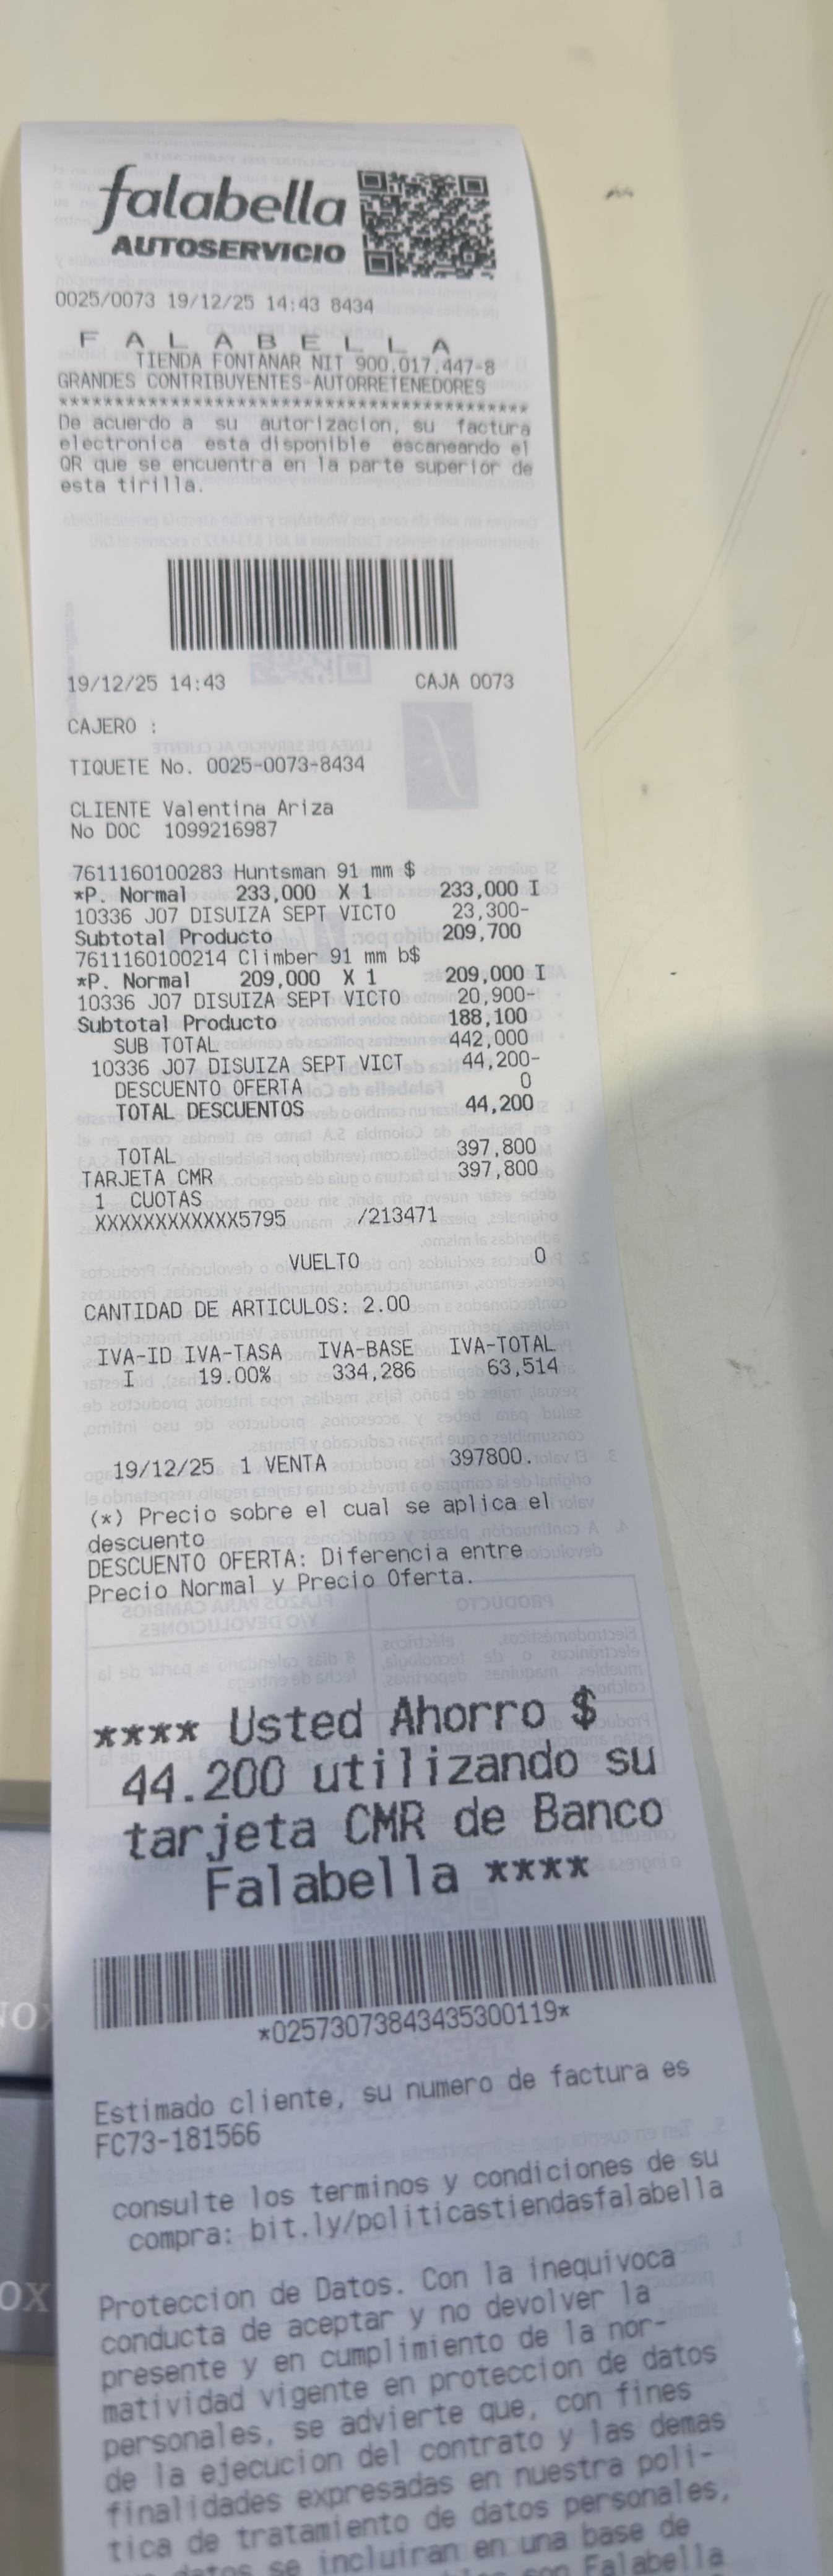 falabella
AUTOSERVICIO
0025/0073 19/12/25 14:43 8434
F A L A B E L L A
TIENDA FONTANAR NIT 900.017.447-8
GRANDES CONTRIBUYENTES-AUTORRETENEDORES
******************************************
De acuerdo a su autorizacion, su factura
electronica esta disponible escaneando el
QR que se encuentra en la parte superior de
esta tirilla.
19/12/25 14:43 CAJA 0073
CAJERO :
TIQUETE No. 0025-0073-8434
CLIENTE Valentina Ariza
No DOC 1099216987
7611160100283 Huntsman 91 mm $
*P. Normal 233,000 X 1 233,000 I
10336 J07 DISUIZA SEPT VICTO 23,300-
Subtotal Producto 209,700
7611160100214 Climber 91 mm b$
*P. Normal 209,000 X 1 209,000 I
10336 J07 DISUIZA SEPT VICTO 20,900-
Subtotal Producto 188,100
SUB TOTAL 442,000
10336 J07 DISUIZA SEPT VICT 44,200-
DESCUENTO OFERTA 0
TOTAL DESCUENTOS 44,200
TOTAL 397,800
TARJETA CMR 397,800
1 CUOTAS
XXXXXXXXXXXX5795 /213471
VUELTO 0
CANTIDAD DE ARTICULOS: 2.00
IVA-ID IVA-TASA IVA-BASE IVA-TOTAL
I 19.00% 334,286 63,514
19/12/25 1 VENTA 397800.
(*) Precio sobre el cual se aplica el
descuento
DESCUENTO OFERTA: Diferencia entre
Precio Normal y Precio Oferta.
**** Usted Ahorro $
44.200 utilizando su
tarjeta CMR de Banco
Falabella ****
*02573073843435300119*
Estimado cliente, su numero de factura es
FC73-181566
consulte los terminos y condiciones de su
compra: bit.ly/politicastiendasfalabella
Proteccion de Datos. Con la inequivoca
conducta de aceptar y no devolver la
presente y en cumplimiento de la nor-
matividad vigente en proteccion de datos
personales, se advierte que, con fines
de la ejecucion del contrato y las demas
finalidades expresadas en nuestra poli-
tica de tratamiento de datos personales,
datos se incluiran en una base de
son Falabella